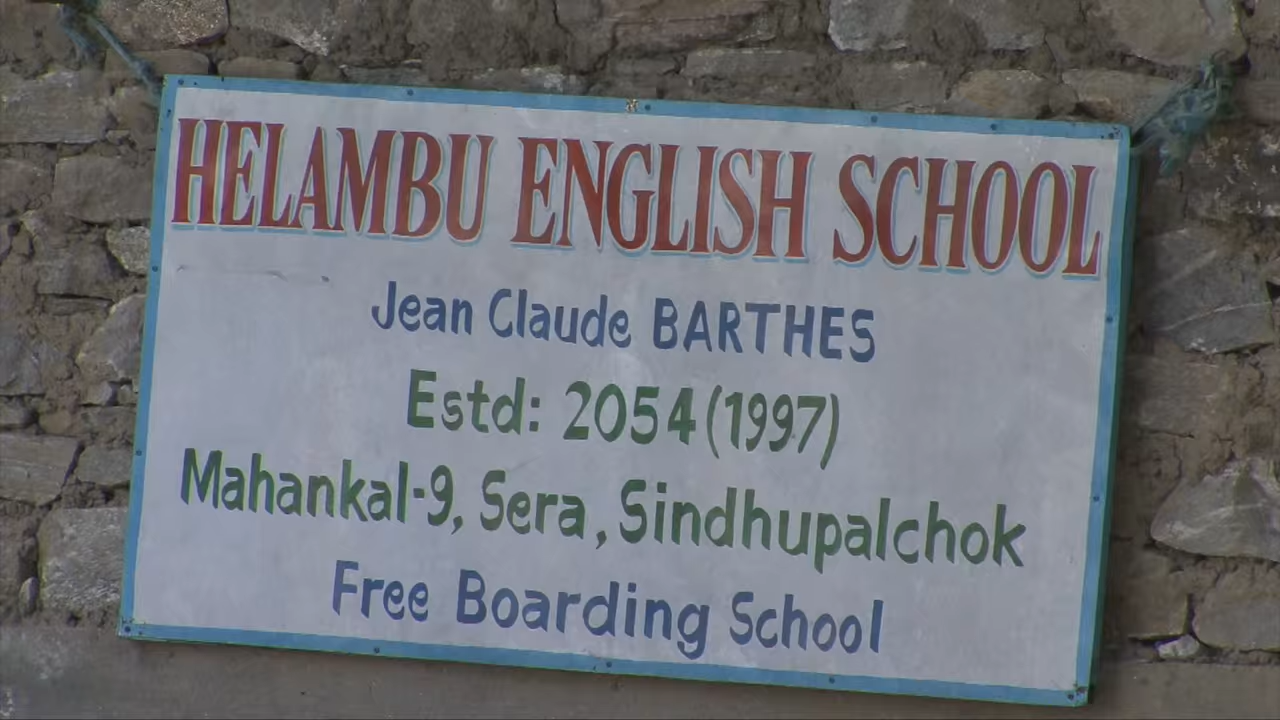 HELAMBU ENGLISH SCHOOL
Jean Claude BARTHES
Estd: 2054(1997)
Mahankal-9, Sera, Sindhupalchok
Free Boarding School